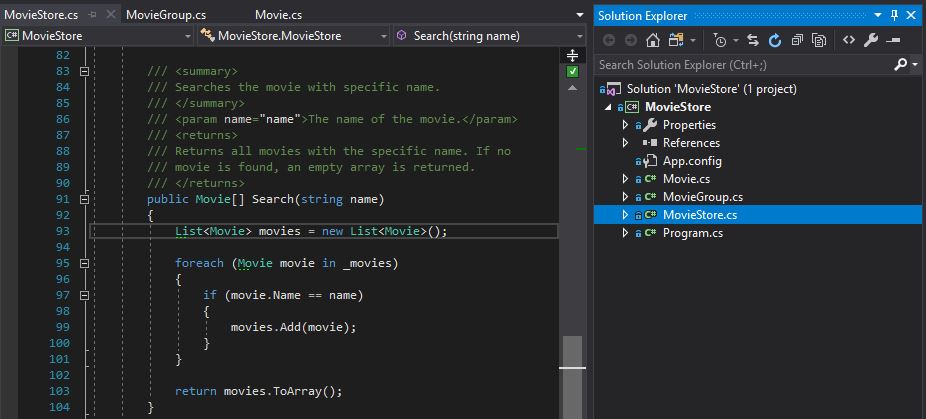 MovieStore.cs MovieGroup.cs Movie.cs
MovieStore MovieStore.MovieStore Search(string name)
82
83 /// <summary>
84 /// Searches the movie with specific name.
85 /// </summary>
86 /// <param name="name">The name of the movie.</param>
87 /// <returns>
88 /// Returns all movies with the specific name. If no
89 /// movie is found, an empty array is returned.
90 /// </returns>
91 public Movie[] Search(string name)
92 {
93 List<Movie> movies = new List<Movie>();
94
95 foreach (Movie movie in _movies)
96 {
97 if (movie.Name == name)
98 {
99 movies.Add(movie);
100 }
101 }
102
103 return movies.ToArray();
104 }
Solution Explorer
Search Solution Explorer (Ctrl+;)
Solution 'MovieStore' (1 project)
C# MovieStore
Properties
References
App.config
C# Movie.cs
C# MovieGroup.cs
C# MovieStore.cs
C# Program.cs